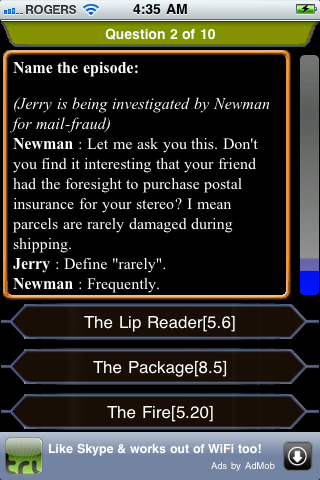 ROGERS 4:35 AM
Question 2 of 10
Name the episode:
(Jerry is being investigated by Newman
for mail-fraud)
Newman : Let me ask you this. Don't
you find it interesting that your friend
had the foresight to purchase postal
insurance for your stereo? I mean
parcels are rarely damaged during
shipping.
Jerry : Define "rarely".
Newman : Frequently.
The Lip Reader[5.6]
The Package[8.5]
The Fire[5.20]
Like Skype & works out of WiFi too!
Ads by AdMob